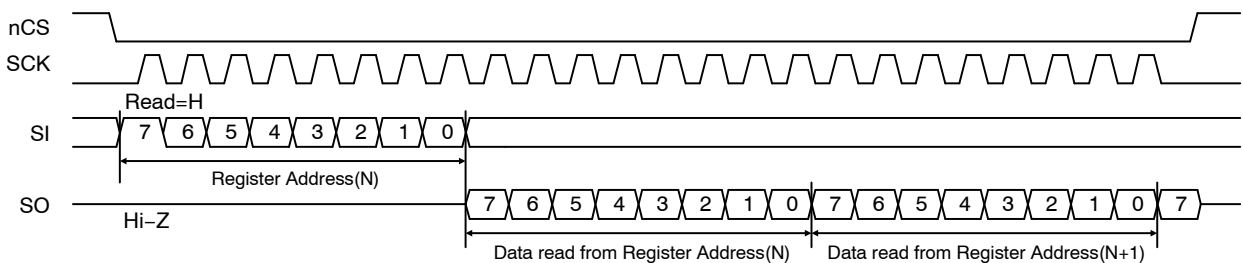 nCS
SCK
Read=H
SI 7 6 5 4 3 2 1 0
Register Address(N)
SO 7 6 5 4 3 2 1 0 7 6 5 4 3 2 1 0 7
Hi−Z
Data read from Register Address(N) Data read from Register Address(N+1)